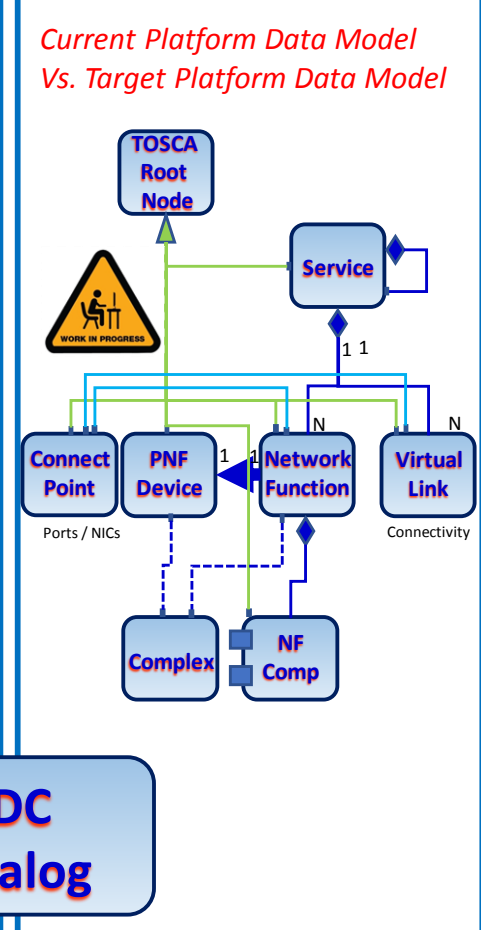 Current Platform Data Model
Vs. Target Platform Data Model
TOSCA
Root
Node
Service
WORK IN PROGRESS
1 1
N
N
Connect
Point
PNF
Device
1
1
Network
Function
Virtual
Link
Ports / NICs
Connectivity
Complex
NF
Comp
DC
alog